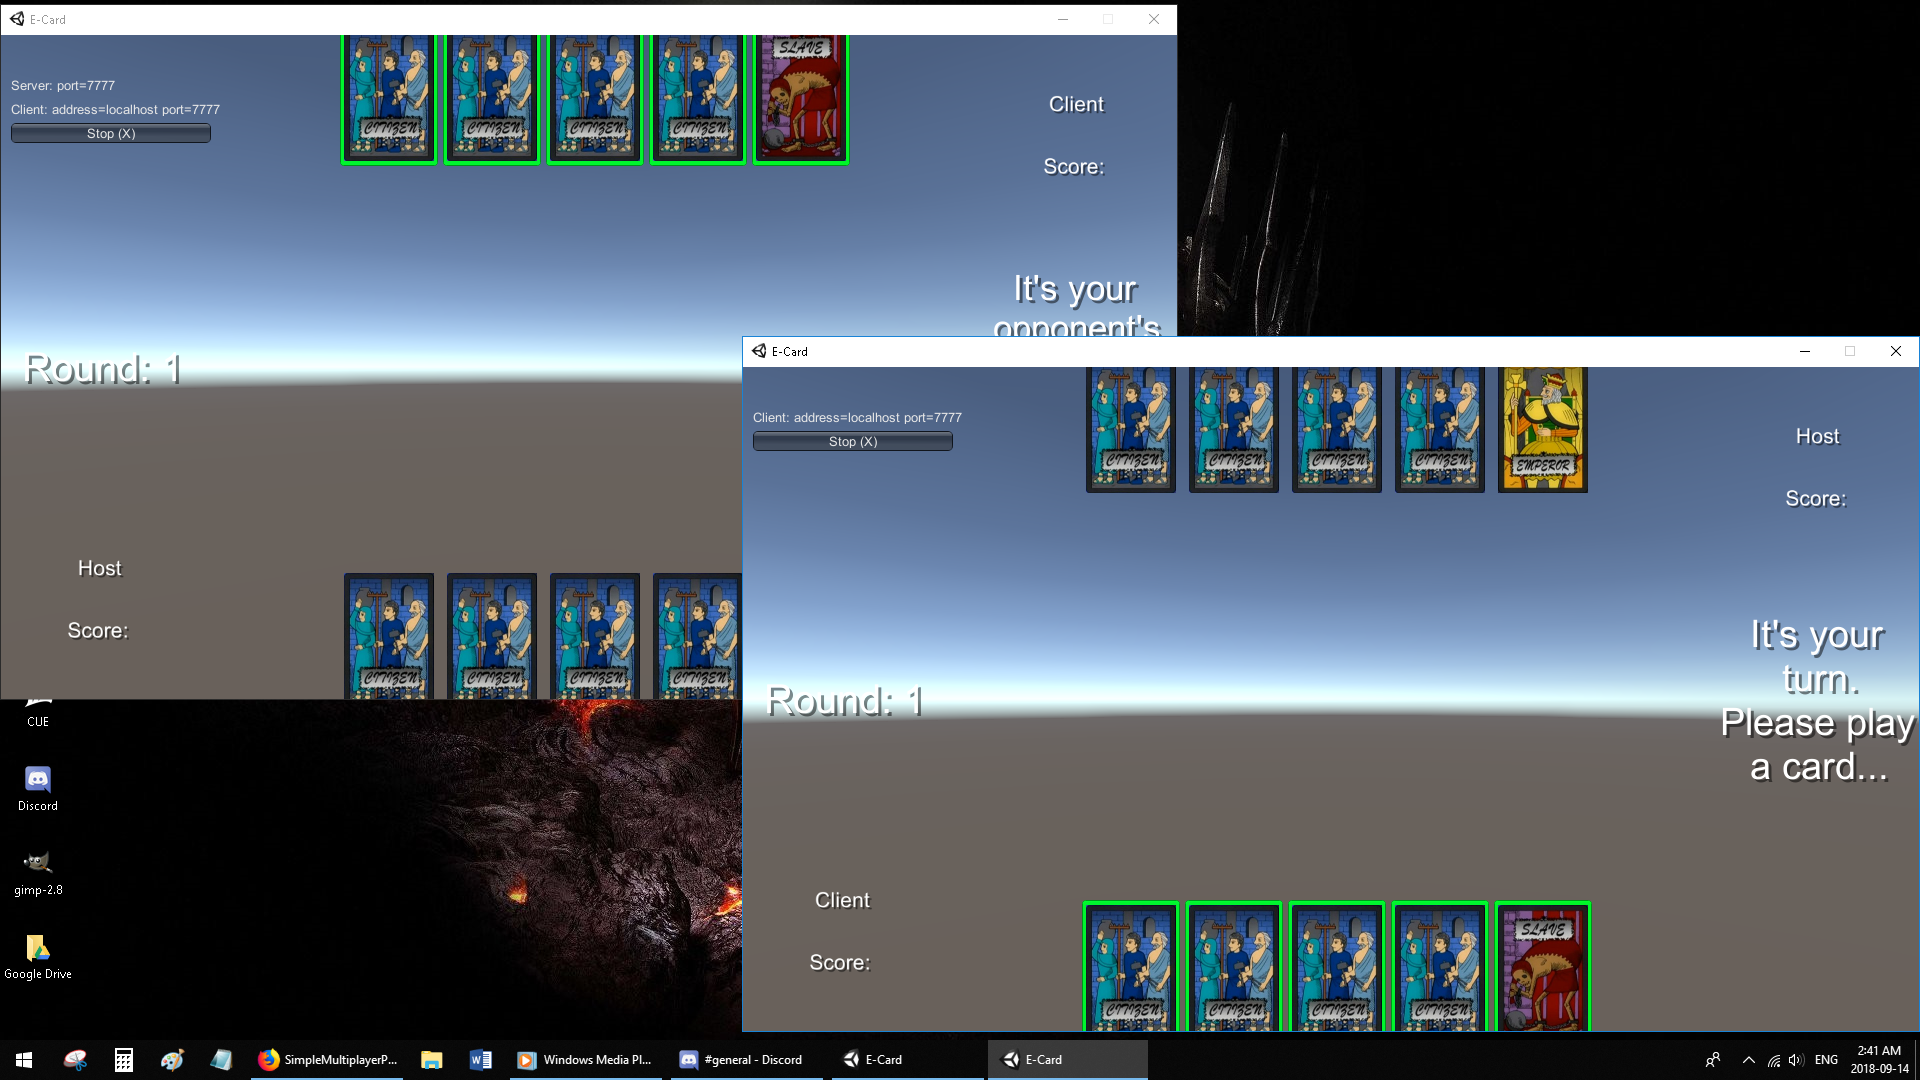 E-Card
Server: port=7777
Client: address=localhost port=7777
Stop (X)
CITIZEN
CITIZEN
CITIZEN
CITIZEN
SLAVE
Client
Score:
It's your
opponent's
Round: 1
Host
Score:
CITIZEN
CITIZEN
CITIZEN
CITIZEN
E-Card
Client: address=localhost port=7777
Stop (X)
CITIZEN
CITIZEN
CITIZEN
CITIZEN
EMPEROR
Host
Score:
It's your
turn.
Please play
a card...
Round: 1
Client
Score:
CITIZEN
CITIZEN
CITIZEN
CITIZEN
SLAVE
CUE
Discord
gimp-2.8
Google Drive
SimpleMultiplayerP...
Windows Media Pl...
#general - Discord
E-Card
E-Card
ENG
2:41 AM
2018-09-14